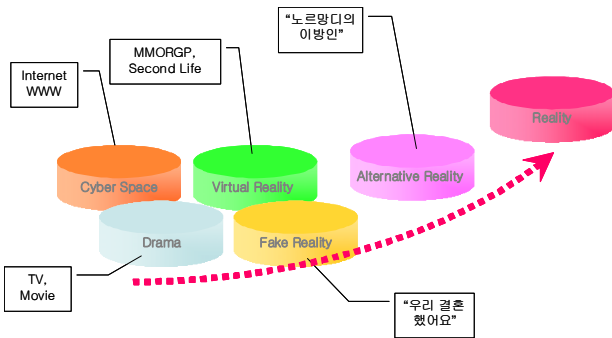 “노르망디의
이방인”
MMORGP,
Second Life
Internet
WWW
Reality
Cyber Space
Virtual Reality
Alternative Reality
Drama
Fake Reality
TV,
Movie
“우리 결혼
했어요”